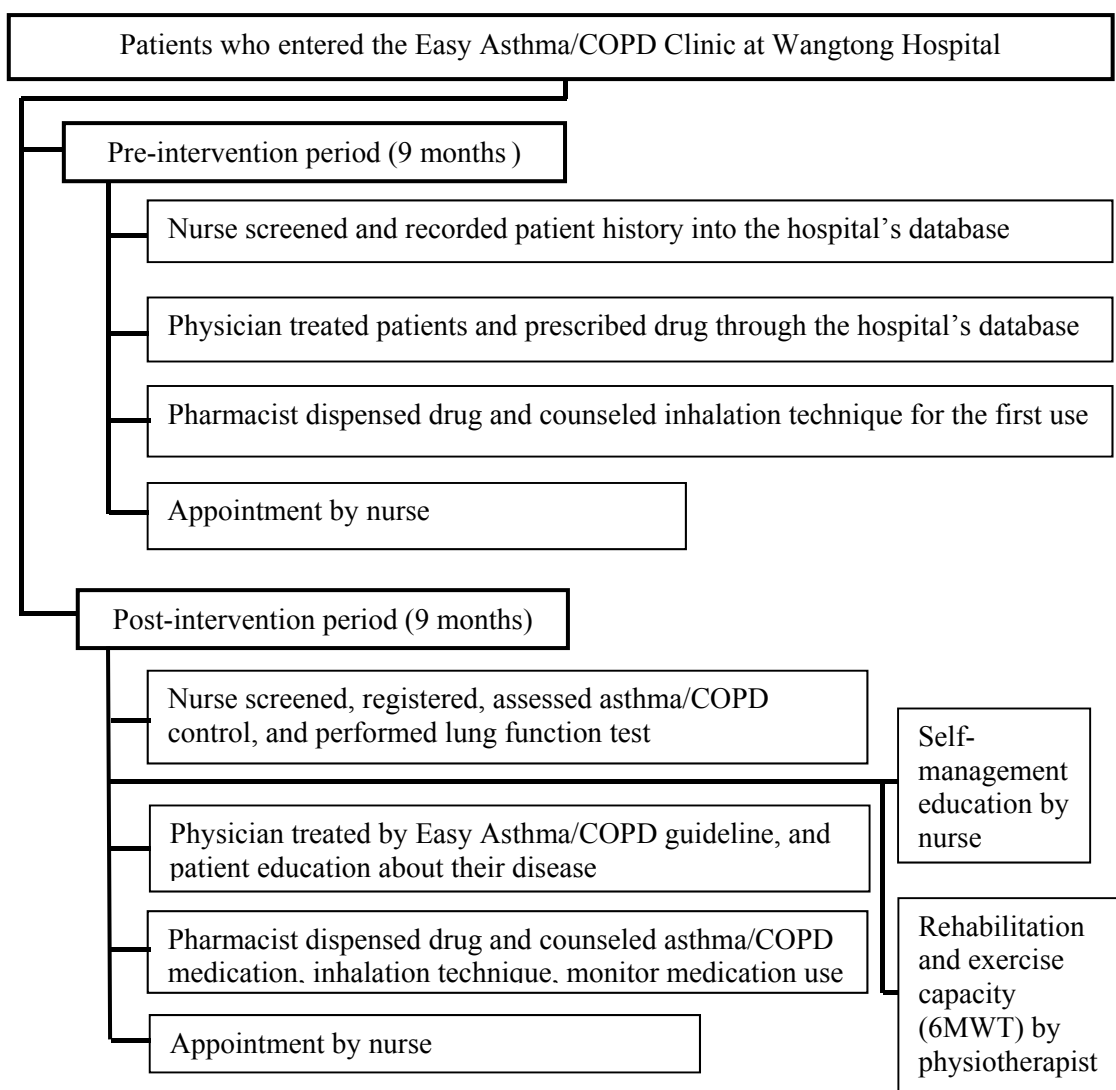 Patients who entered the Easy Asthma/COPD Clinic at Wangtong Hospital
Pre-intervention period (9 months )
Nurse screened and recorded patient history into the hospital’s database
Physician treated patients and prescribed drug through the hospital’s database
Pharmacist dispensed drug and counseled inhalation technique for the first use
Appointment by nurse
Post-intervention period (9 months)
Nurse screened, registered, assessed asthma/COPD
control, and performed lung function test
Self-
management
education by
nurse
Physician treated by Easy Asthma/COPD guideline, and
patient education about their disease
Pharmacist dispensed drug and counseled asthma/COPD
medication, inhalation technique, monitor medication use
Rehabilitation
and exercise
capacity
(6MWT) by
physiotherapist
Appointment by nurse